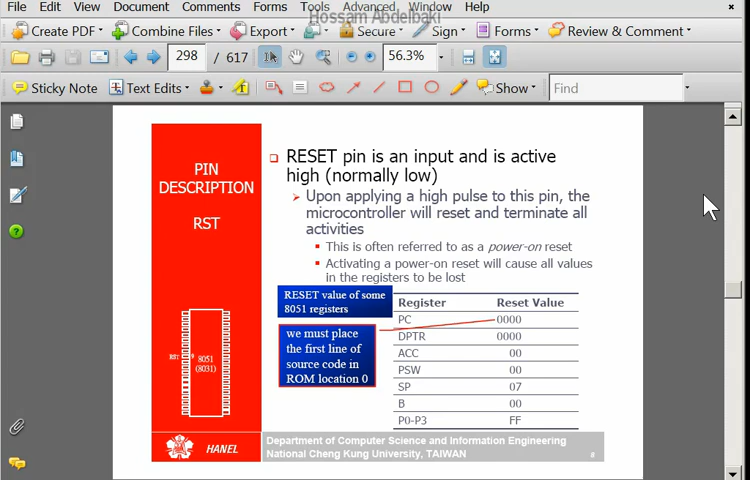 File Edit View Document Comments Forms Tools Advanced Window Help
Hossam Abdelbaki
Create PDF Combine Files Export Secure Sign Forms Review & Comment
298 / 617 56.3%
Sticky Note Text Edits Show Find
PIN
DESCRIPTION
RST
RESET pin is an input and is active
high (normally low)
Upon applying a high pulse to this pin, the
microcontroller will reset and terminate all
activities
This is often referred to as a power-on reset
Activating a power-on reset will cause all values
in the registers to be lost
RESET value of some
8051 registers
we must place
the first line of
source code in
ROM location 0
Register Reset Value
PC 0000
DPTR 0000
ACC 00
PSW 00
SP 07
B 00
P0-P3 FF
RST 9 8051
(8031)
HANEL
Department of Computer Science and Information Engineering
National Cheng Kung University, TAIWAN 8